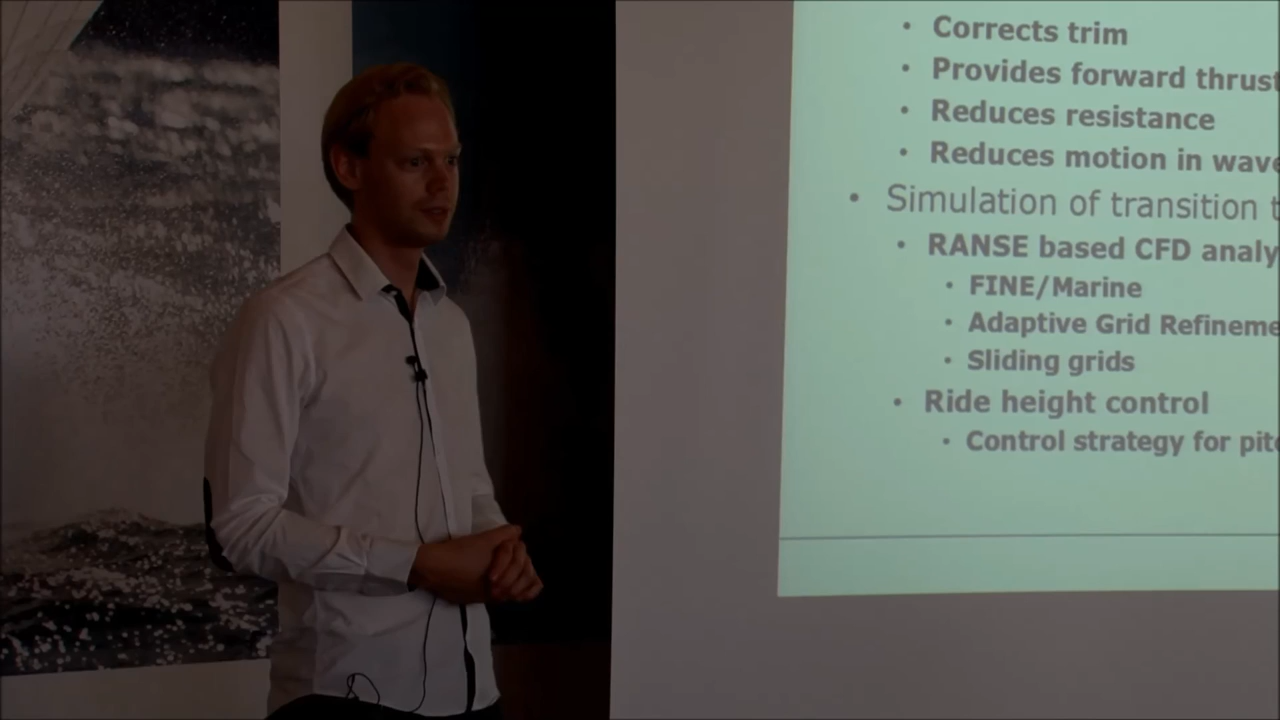 • Corrects trim
• Provides forward thrust
• Reduces resistance
• Reduces motion in wave
• Simulation of transition t
• RANSE based CFD analy
• FINE/Marine
• Adaptive Grid Refineme
• Sliding grids
• Ride height control
• Control strategy for pitc